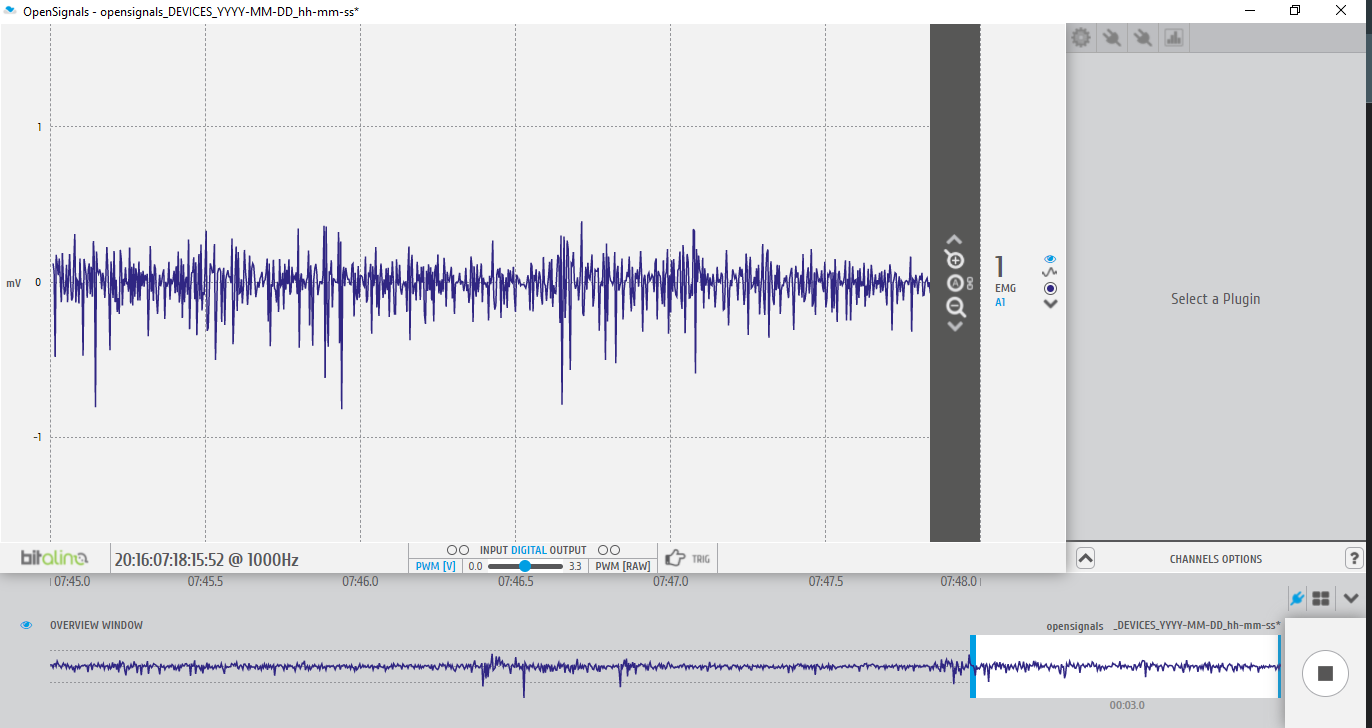 OpenSignals - opensignals_DEVICES_YYYY-MM-DD_hh-mm-ss*
1
mV 0
-1
1
EMG
A1
A
Select a Plugin
bitalino 20:16:07:18:15:52 @ 1000Hz
INPUT DIGITAL OUTPUT
PWM [V] 0.0 3.3 PWM [RAW]
TRIG
CHANNELS OPTIONS ?
07:45.0 07:45.5 07:46.0 07:46.5 07:47.0 07:47.5 07:48.0
OVERVIEW WINDOW
opensignals _DEVICES_YYYY-MM-DD_hh-mm-ss*
00:03.0